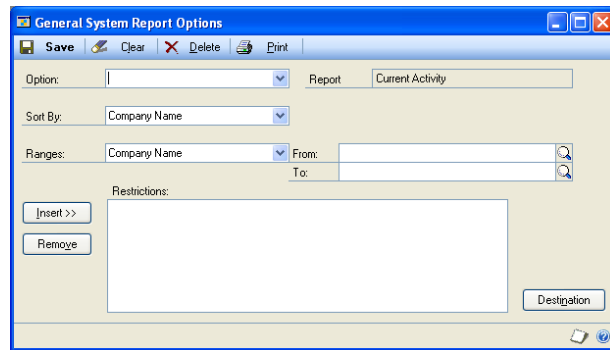 General System Report Options
Save Clear Delete Print
Option: Report Current Activity
Sort By: Company Name
Ranges: Company Name From:
To:
Restrictions:
Insert >>
Remove
Destination